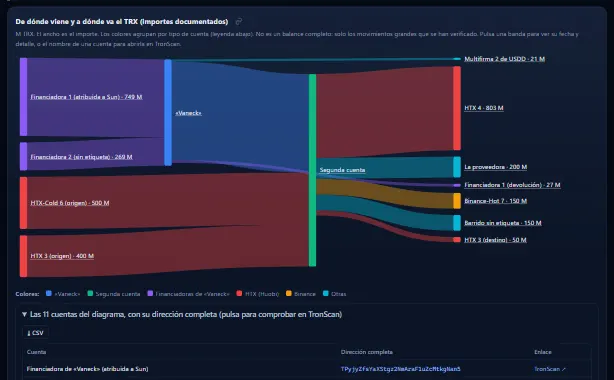 De dónde viene y a dónde va el TRX (importes documentados)
M TRX. El ancho es el importe. Los colores agrupan por tipo de cuenta (leyenda abajo). No es un balance completo: solo los movimientos grandes que se han verificado. Pulsa una banda para ver su fecha y
detalle, o el nombre de una cuenta para abrirla en TronScan.
Financiadora 1 (atribuida a Sun) · 749 M
Financiadora 2 (sin etiqueta) · 269 M
HTX-Cold 6 (origen) · 500 M
HTX 3 (origen) · 400 M
«Vaneck»
Segunda cuenta
Multifirma 2 de USDD · 21 M
HTX 4 · 803 M
La proveedora · 200 M
Financiadora 1 (devolución) · 27 M
Binance-Hot 7 · 150 M
Barrido sin etiqueta · 150 M
HTX 3 (destino) · 50 M
Colores: «Vaneck» Segunda cuenta Financiadoras de «Vaneck» HTX (Huobi) Binance Otras
▼ Las 11 cuentas del diagrama, con su dirección completa (pulsa para comprobar en TronScan)
⭳ CSV
Cuenta Dirección completa Enlace
Financiadora de «Vaneck» (atribuida a Sun) TronScan ↗